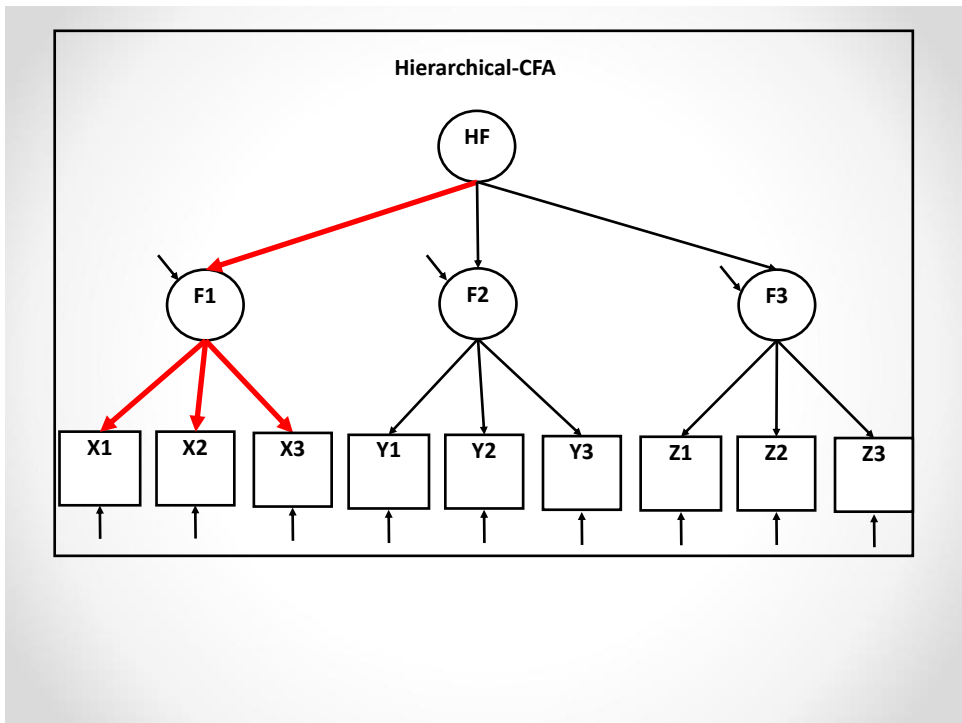 Hierarchical-CFA
HF
F1 F2 F3
X1 X2 X3 Y1 Y2 Y3 Z1 Z2 Z3